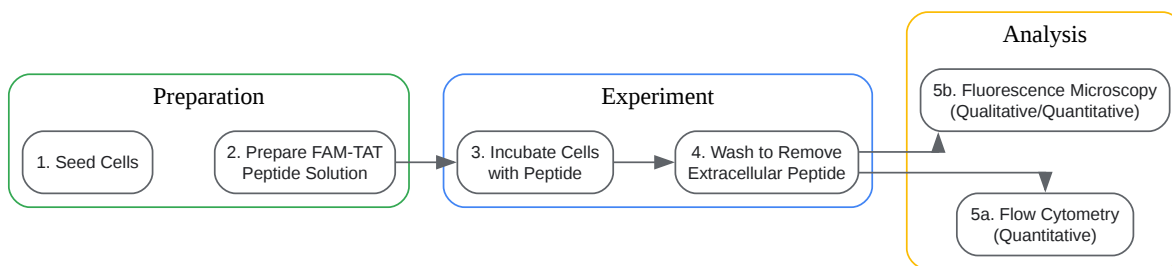 Preparation
1. Seed Cells
2. Prepare FAM-TAT
Peptide Solution
Experiment
3. Incubate Cells
with Peptide
4. Wash to Remove
Extracellular Peptide
Analysis
5b. Fluorescence Microscopy
(Qualitative/Quantitative)
5a. Flow Cytometry
(Quantitative)